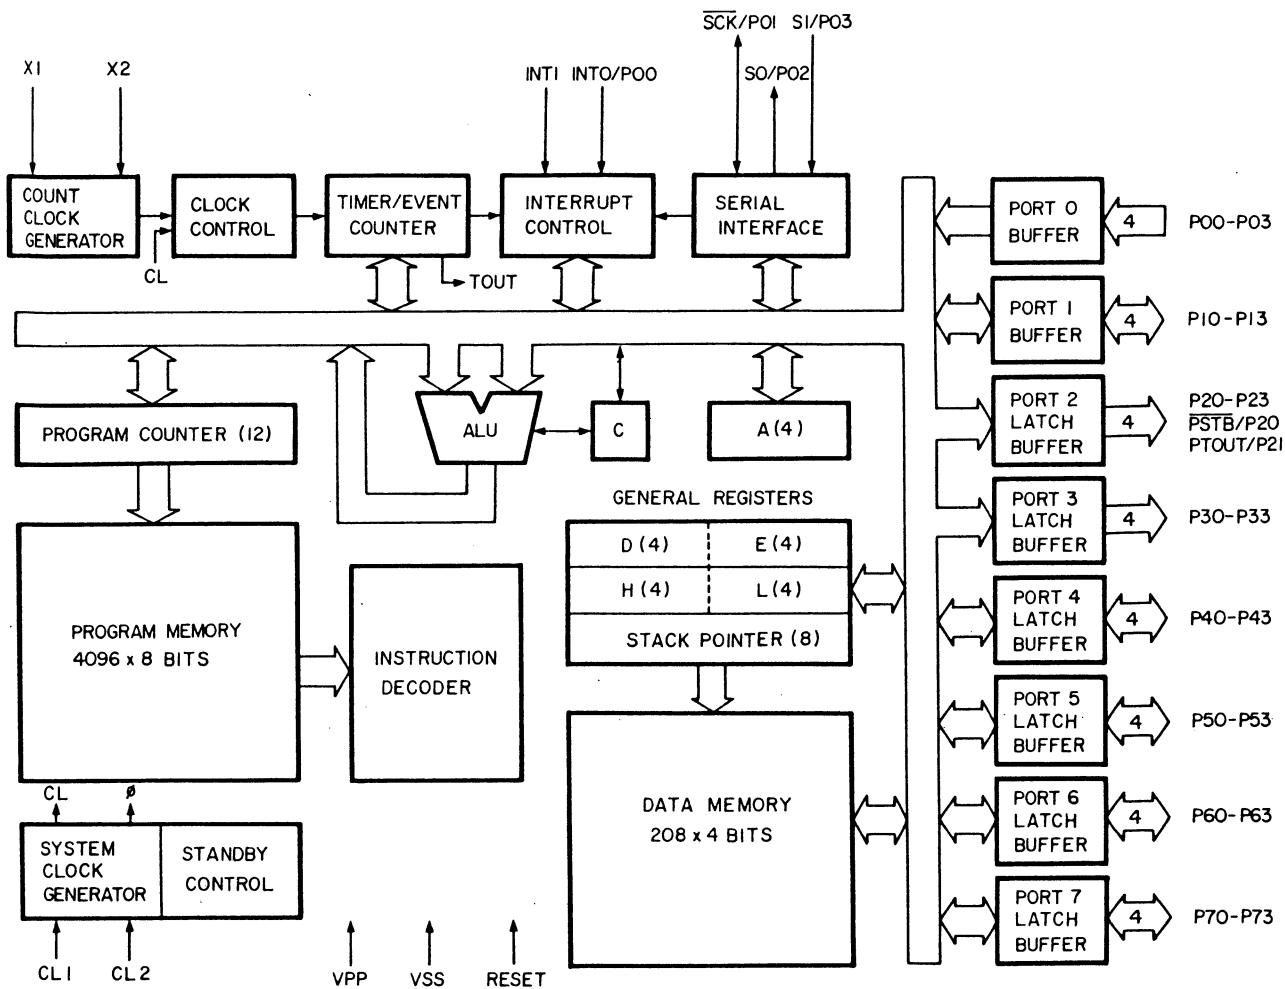 SCK/P01 SI/P03
X1 X2
INT1 INT0/P00 SO/P02
COUNT
CLOCK
GENERATOR
CLOCK
CONTROL
TIMER/EVENT
COUNTER
INTERRUPT
CONTROL
SERIAL
INTERFACE
PORT 0
BUFFER
4
P00-P03
CL
TOUT
PORT 1
BUFFER
4
P10-P13
PROGRAM COUNTER (12)
ALU
C
A (4)
PORT 2
LATCH
BUFFER
4
P20-P23
PSTB/P20
PTOUT/P21
GENERAL REGISTERS
D (4) E (4)
H (4) L (4)
STACK POINTER (8)
PORT 3
LATCH
BUFFER
4
P30-P33
PROGRAM MEMORY
4096 x 8 BITS
INSTRUCTION
DECODER
PORT 4
LATCH
BUFFER
4
P40-P43
PORT 5
LATCH
BUFFER
4
P50-P53
DATA MEMORY
208 x 4 BITS
PORT 6
LATCH
BUFFER
4
P60-P63
CL ø
SYSTEM
CLOCK
GENERATOR
STANDBY
CONTROL
PORT 7
LATCH
BUFFER
4
P70-P73
CL1 CL2
VPP VSS RESET